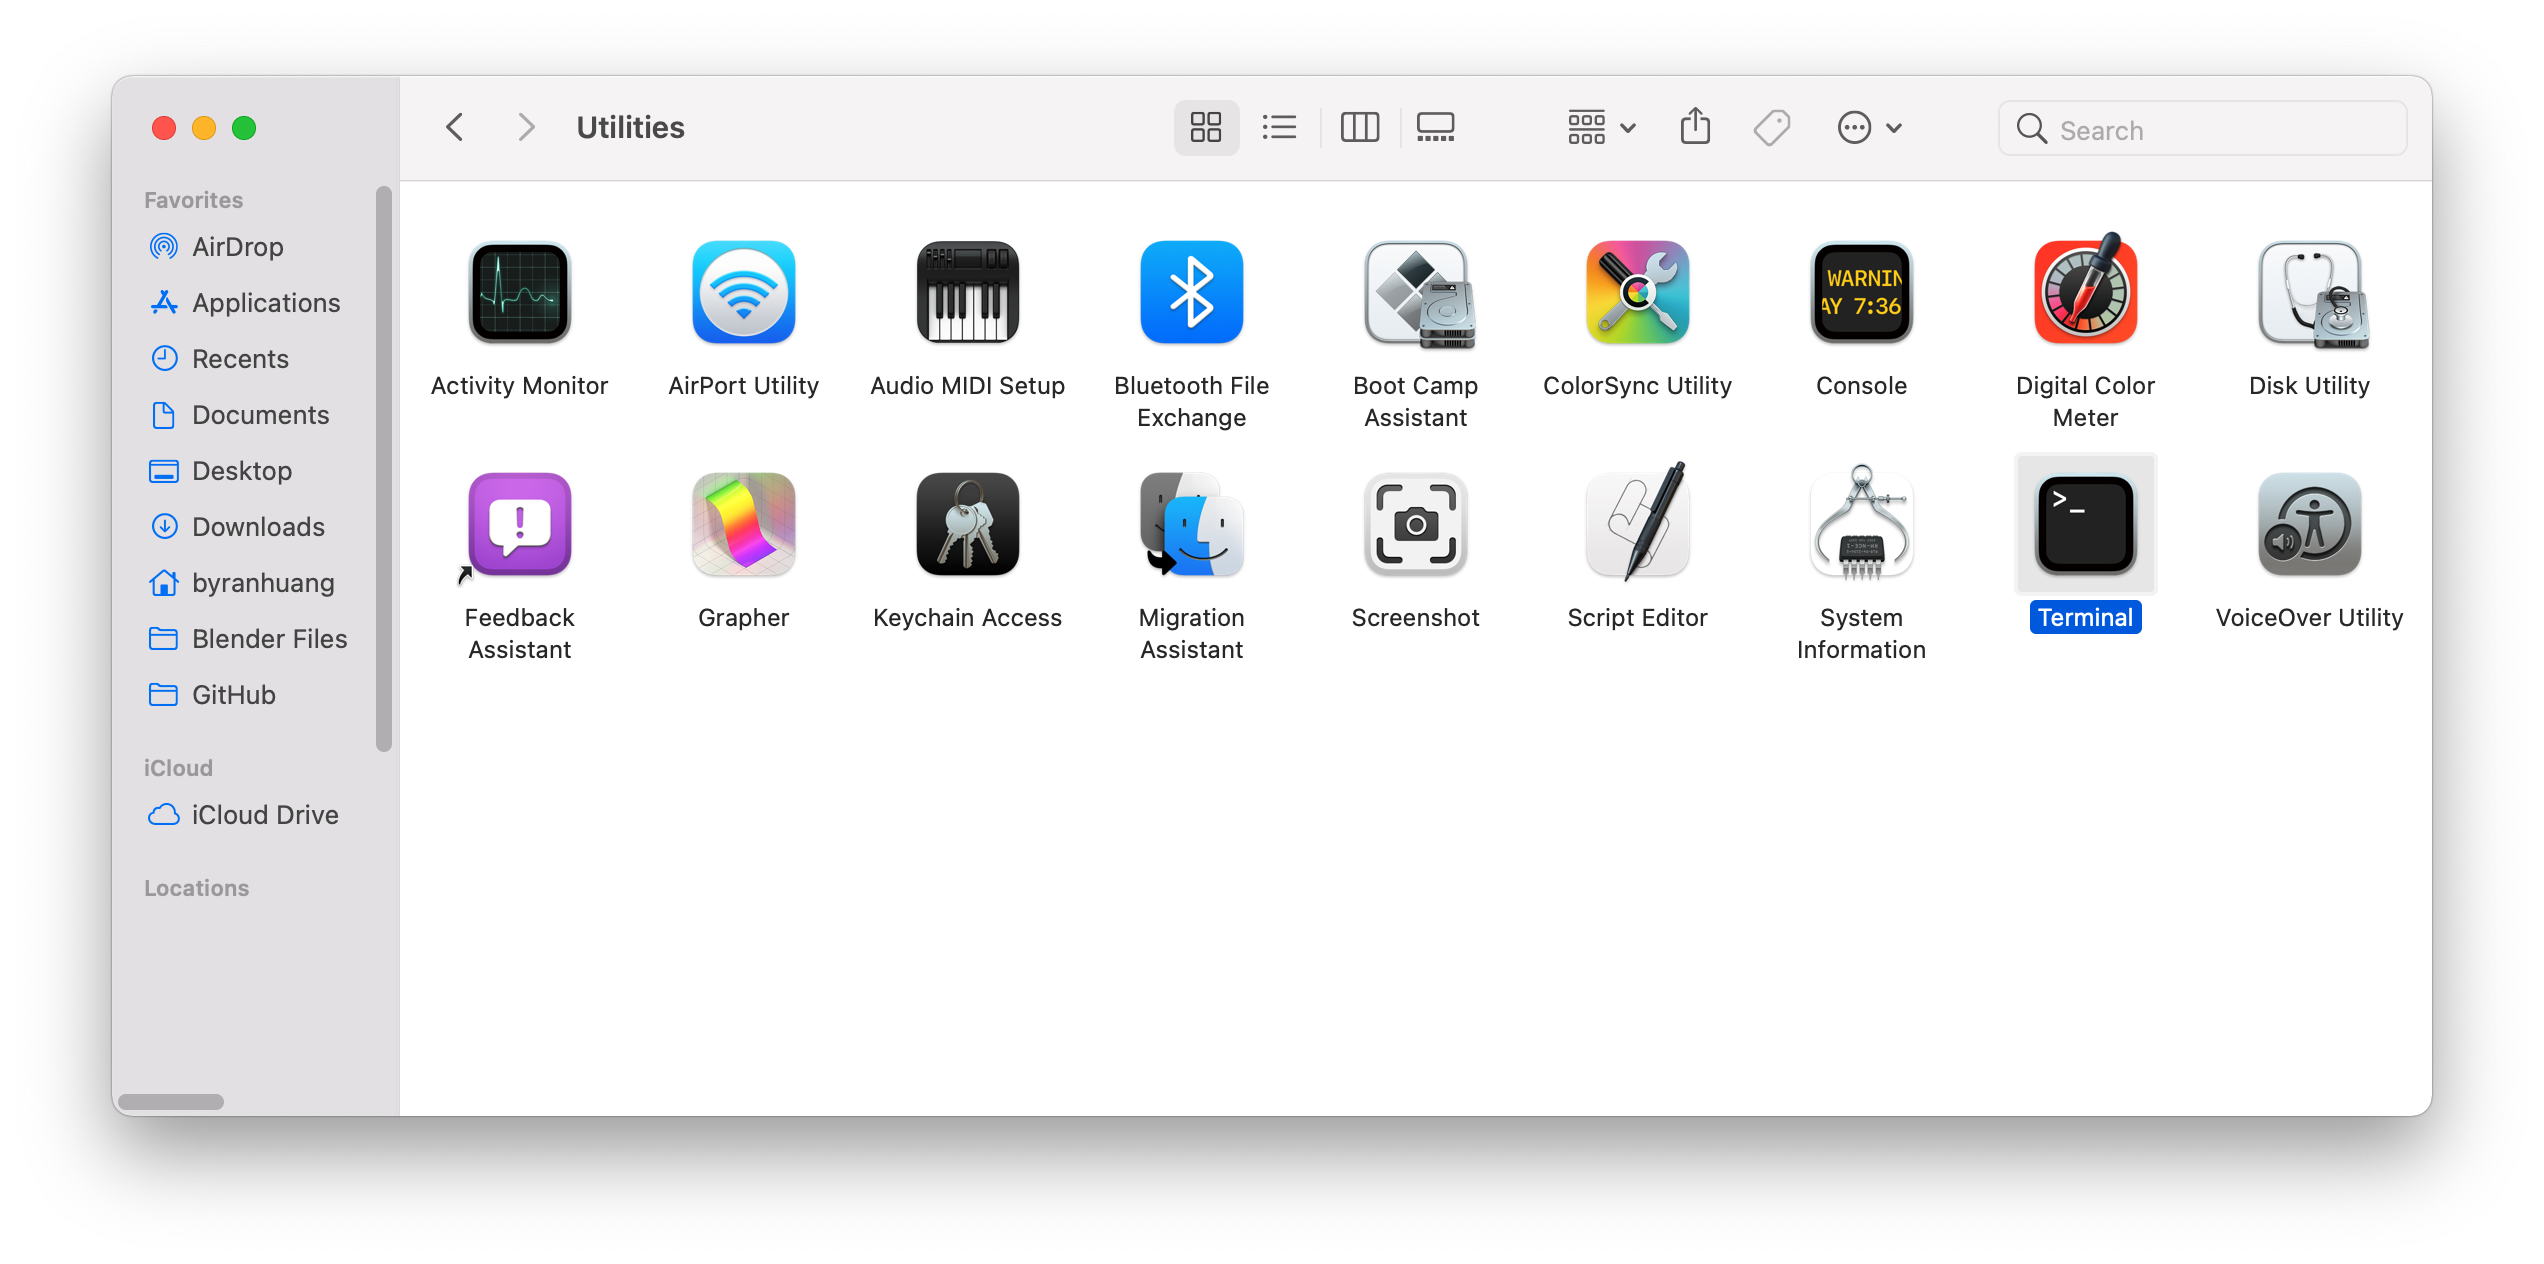 Utilities
Search
Favorites
AirDrop
Applications
Recents
Documents
Desktop
Downloads
byranhuang
Blender Files
GitHub
iCloud
iCloud Drive
Locations
WARNIN
AY 7:36
Activity Monitor
AirPort Utility
Audio MIDI Setup
Bluetooth File
Exchange
Boot Camp
Assistant
ColorSync Utility
Console
Digital Color
Meter
Disk Utility
>_
Feedback
Assistant
Grapher
Keychain Access
Migration
Assistant
Screenshot
Script Editor
System
Information
Terminal
VoiceOver Utility